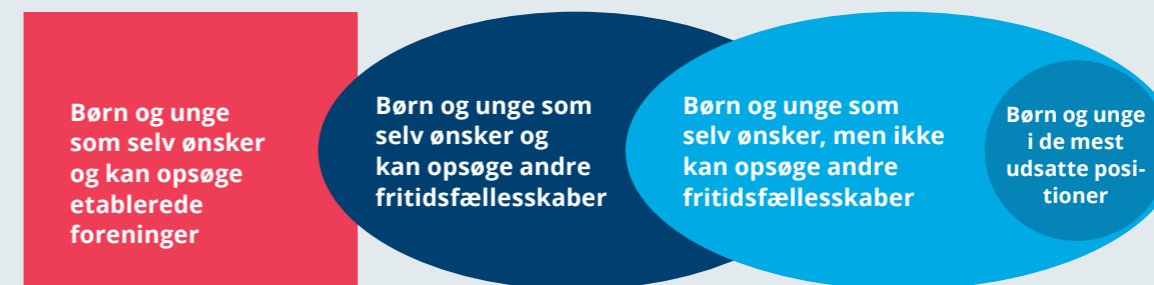 Børn og unge
som selv ønsker
og kan opsøge
etablerede
foreninger
Børn og unge som
selv ønsker og
kan opsøge andre
fritidsfællesskaber
Børn og unge som
selv ønsker, men ikke
kan opsøge andre
fritidsfællesskaber
Børn og unge
i de mest
udsatte posi-
tioner